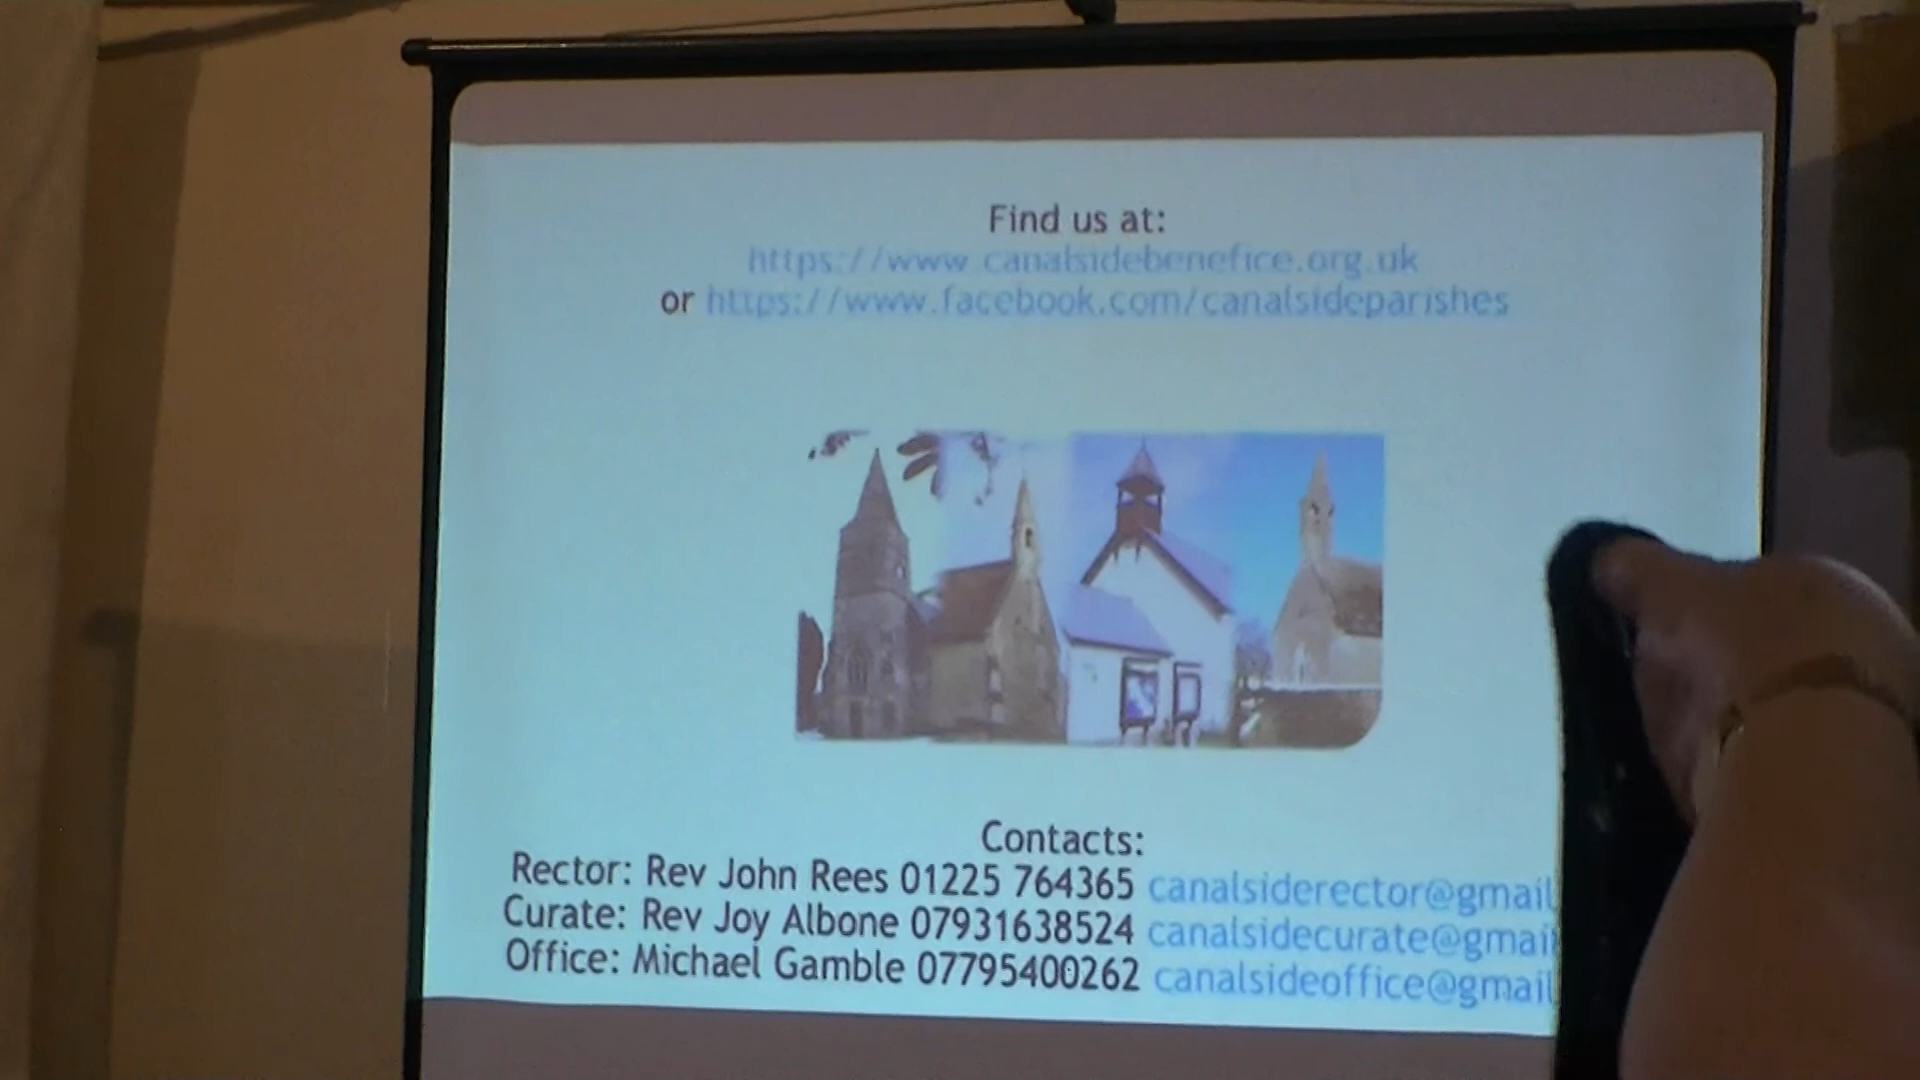 Find us at:
https://www.canalsidebenefice.org.uk
or https://www.facebook.com/canalsideparishes
Contacts:
Rector: Rev John Rees 01225 764365 canalsiderector@gmail
Curate: Rev Joy Albone 07931638524 canalsidecurate@gmail
Office: Michael Gamble 07795400262 canalsideoffice@gmail